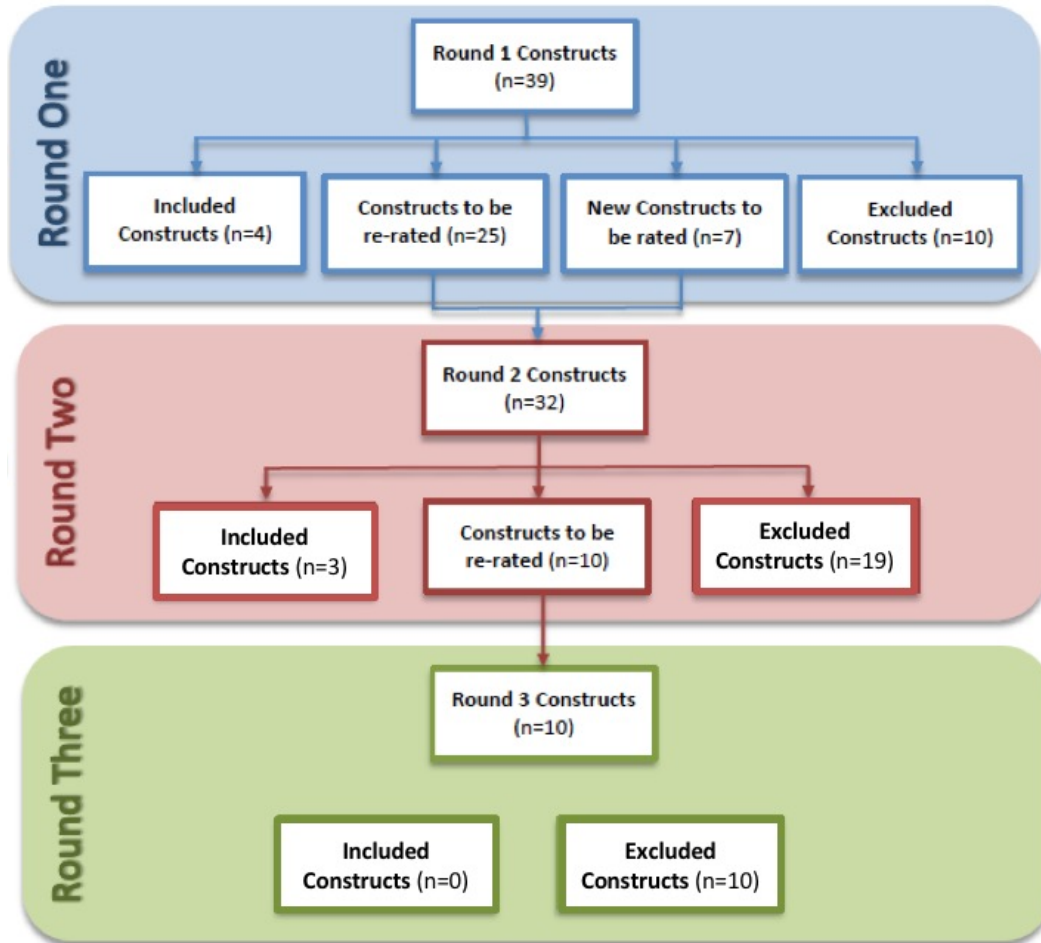 Round One
Round 1 Constructs
(n=39)
Included
Constructs (n=4)
Constructs to be
re-rated (n=25)
New Constructs to
be rated (n=7)
Excluded
Constructs (n=10)
Round Two
Round 2 Constructs
(n=32)
Included
Constructs (n=3)
Constructs to be
re-rated (n=10)
Excluded
Constructs (n=19)
Round Three
Round 3 Constructs
(n=10)
Included
Constructs (n=0)
Excluded
Constructs (n=10)